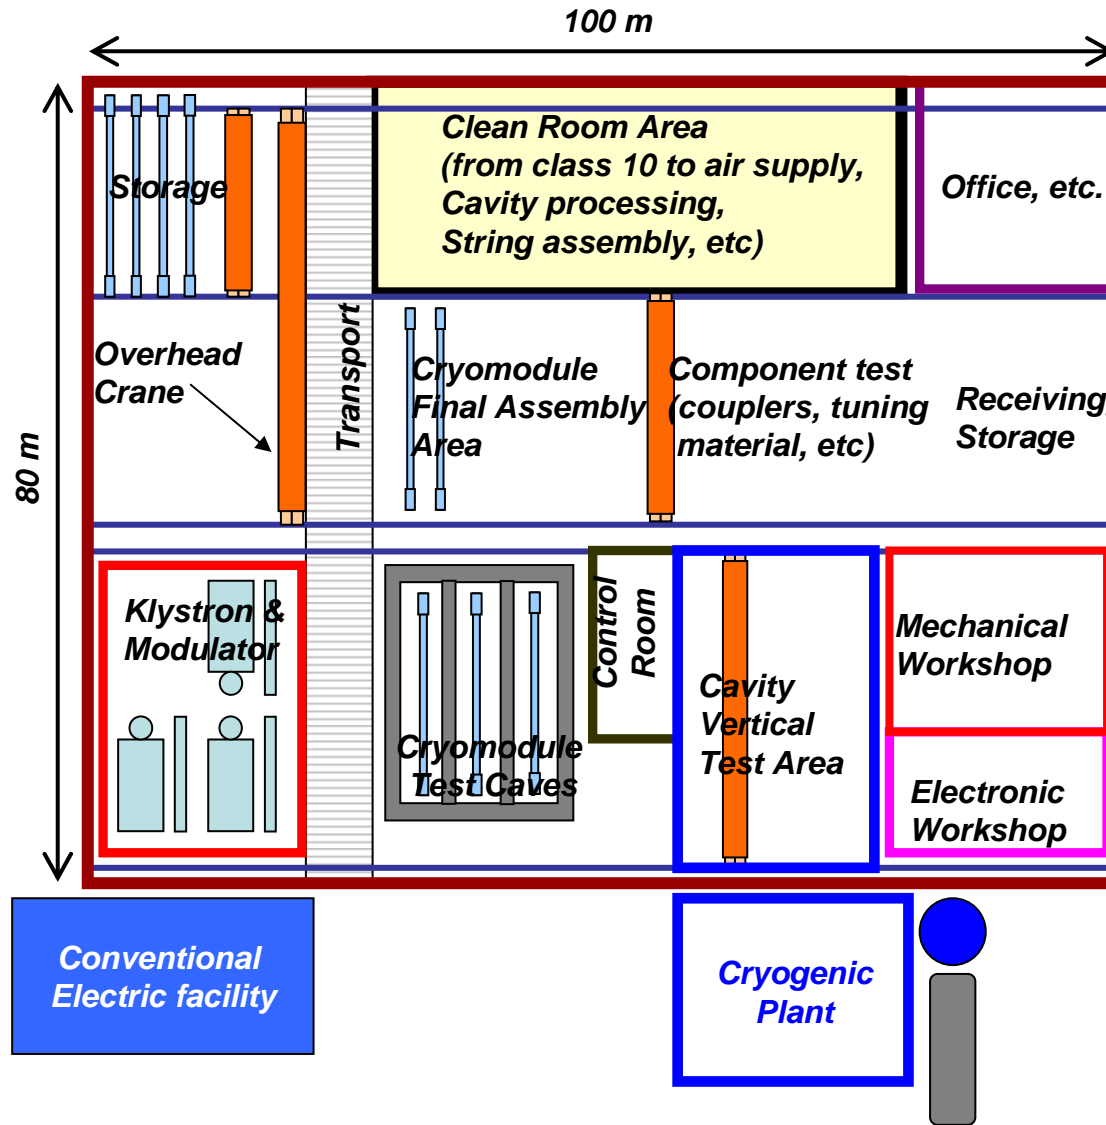 100 m
80 m
Storage
Clean Room Area
(from class 10 to air supply,
Cavity processing,
String assembly, etc)
Office, etc.
Overhead
Crane
Transport
Cryomodule
Final Assembly
Area
Component test
(couplers, tuning
material, etc)
Receiving,
Storage
Klystron &
Modulator
Cryomodule
Test Caves
Control
Room
Cavity
Vertical
Test Area
Mechanical
Workshop
Electronic
Workshop
Conventional
Electric facility
Cryogenic
Plant